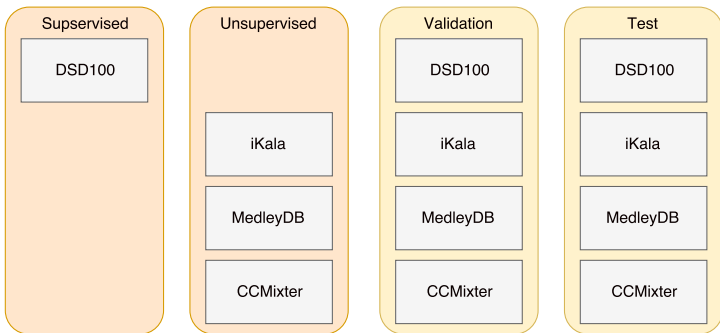 Supservised
DSD100
Unsupervised
iKala
MedleyDB
CCMixter
Validation
DSD100
iKala
MedleyDB
CCMixter
Test
DSD100
iKala
MedleyDB
CCMixter